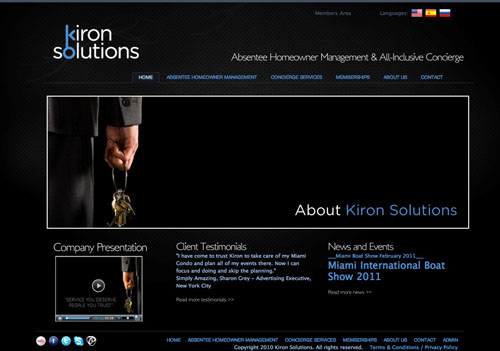 Members Area
Languages:
kiron
solutions
Absentee Homeowner Management & All-Inclusive Concierge
HOME
ABSENTEE HOMEOWNER MANAGEMENT
CONCIERGE SERVICES
MEMBERSHIPS
ABOUT US
CONTACT
About Kiron Solutions
Company Presentation
"SERVICE YOU DESERVE
PEOPLE YOU TRUST"
Client Testimonials
"I have come to trust Kiron to take care of my Miami
Condo and plan all of my events there. Now I can
focus and doing and skip the planning."
Simply Amazing, Sharon Grey – Advertising Executive,
New York City
Read more testimonials >>
News and Events
__Miami Boat Show February 2011__
Miami International Boat
Show 2011
Read more news >>
HOME ABSENTEE HOMEOWNER MANAGEMENT CONCIERGE SERVICES MEMBERSHIPS ABOUT US CONTACT ADMIN
Copyright 2010 Kiron Solutions. All rights reserved. Terms & Conditions / Privacy Policy